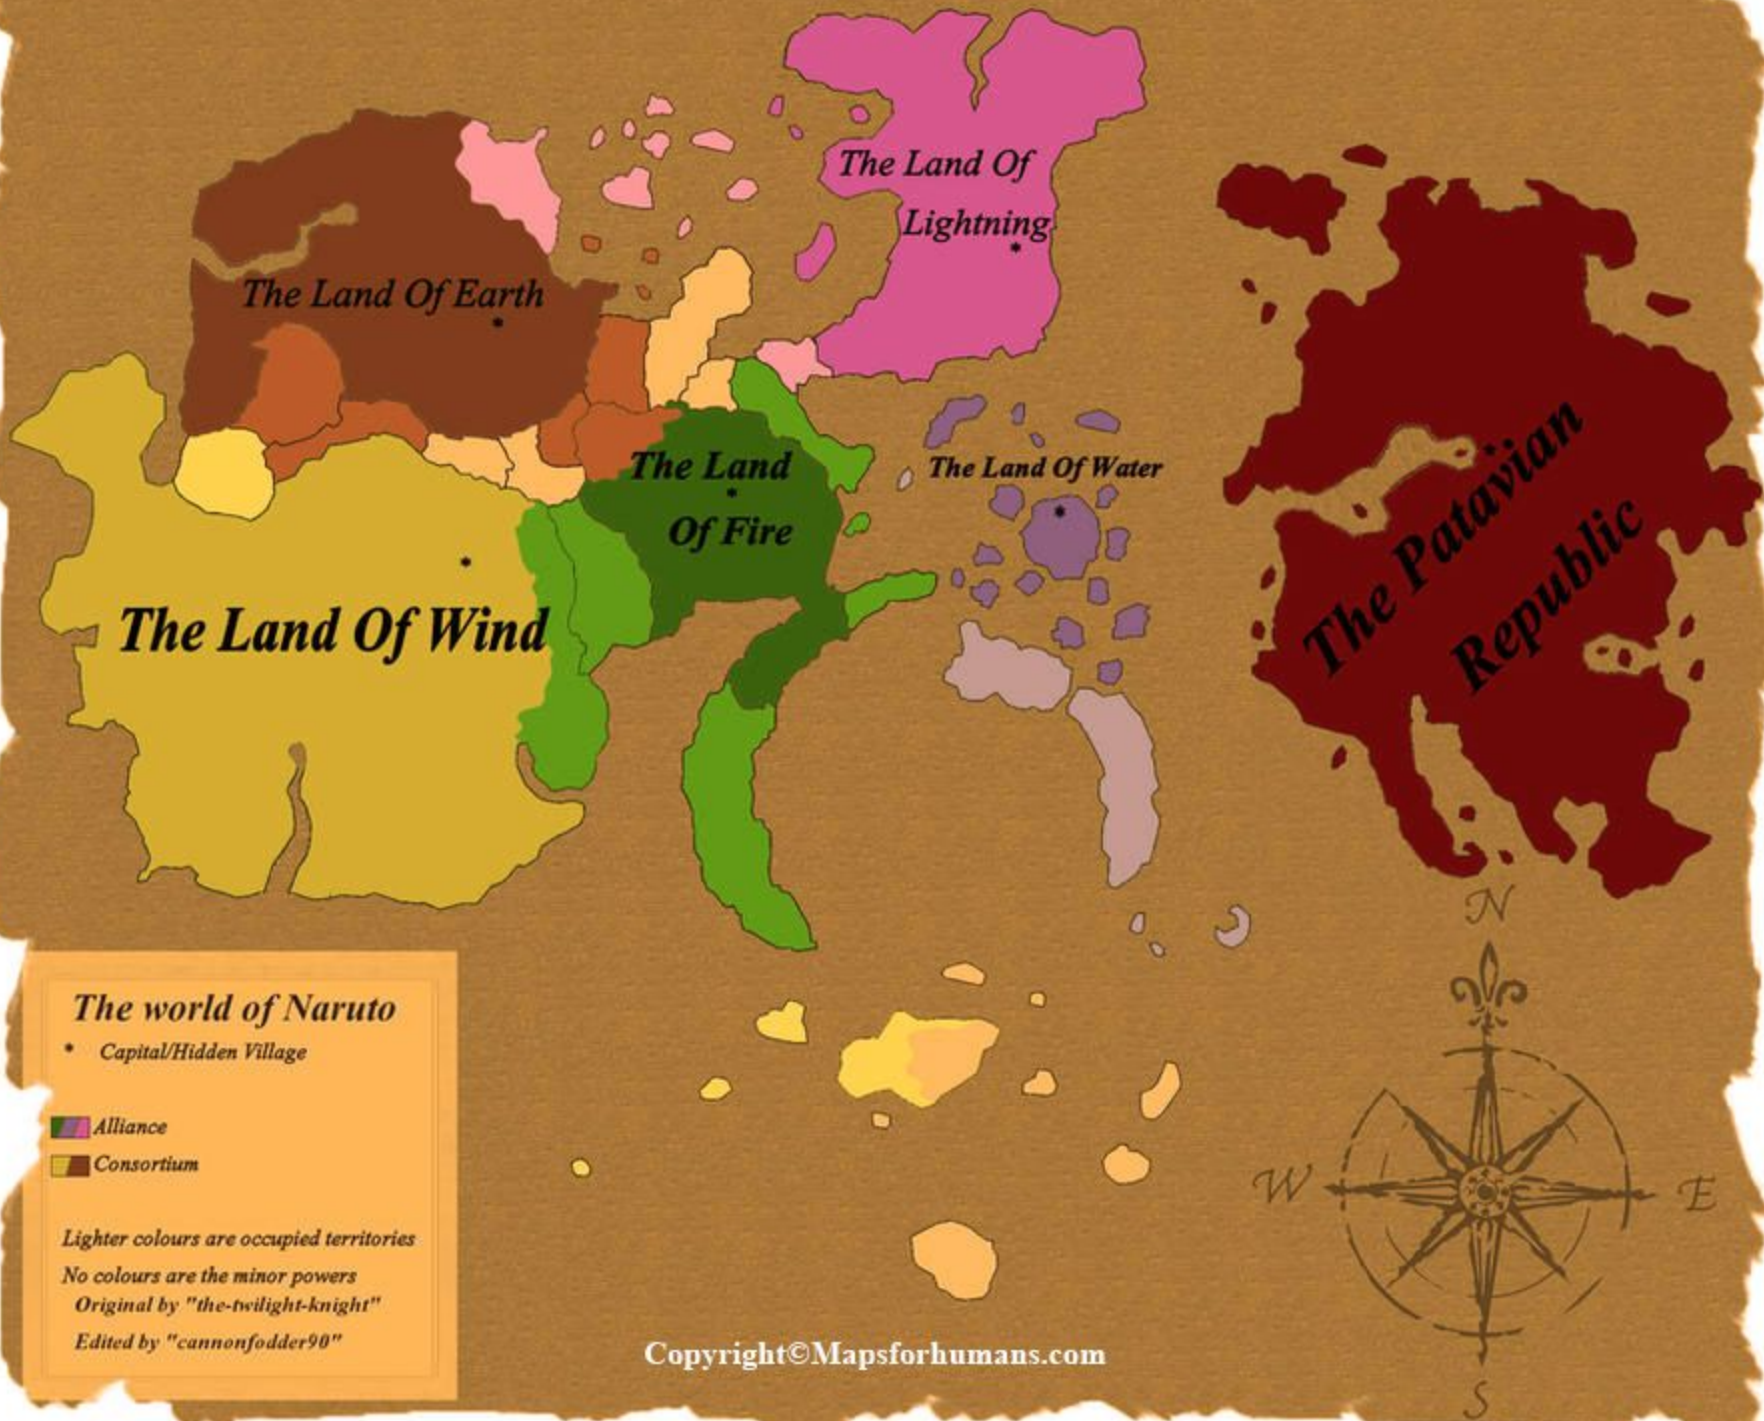 The Land Of
Lightning
The Land Of Earth
The Land
Of Fire
The Land Of Water
The Patavian
Republic
The Land Of Wind
N
W
E
S
The world of Naruto
* Capital/Hidden Village
Alliance
Consortium
Lighter colours are occupied territories
No colours are the minor powers
Original by "the-twilight-knight"
Edited by "cannonfodder90"
Copyright©Mapsforhumans.com